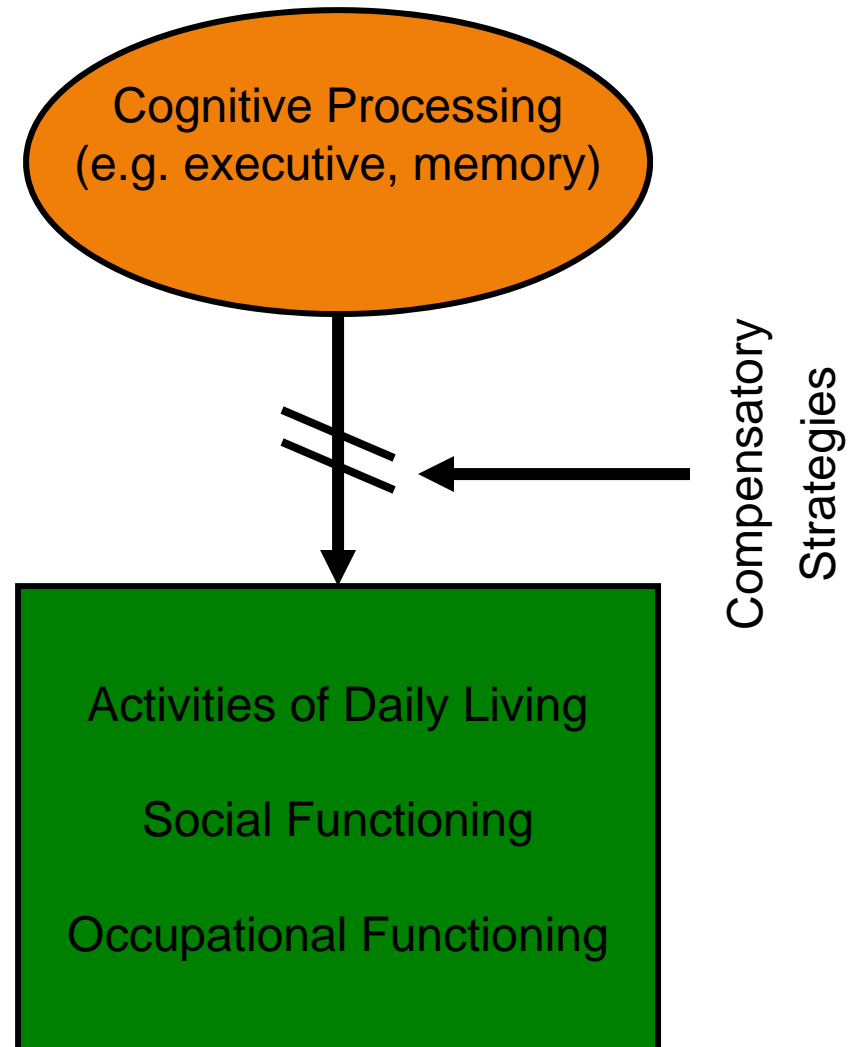 Cognitive Processing
(e.g. executive, memory)
Compensatory
Strategies
Activities of Daily Living
Social Functioning
Occupational Functioning